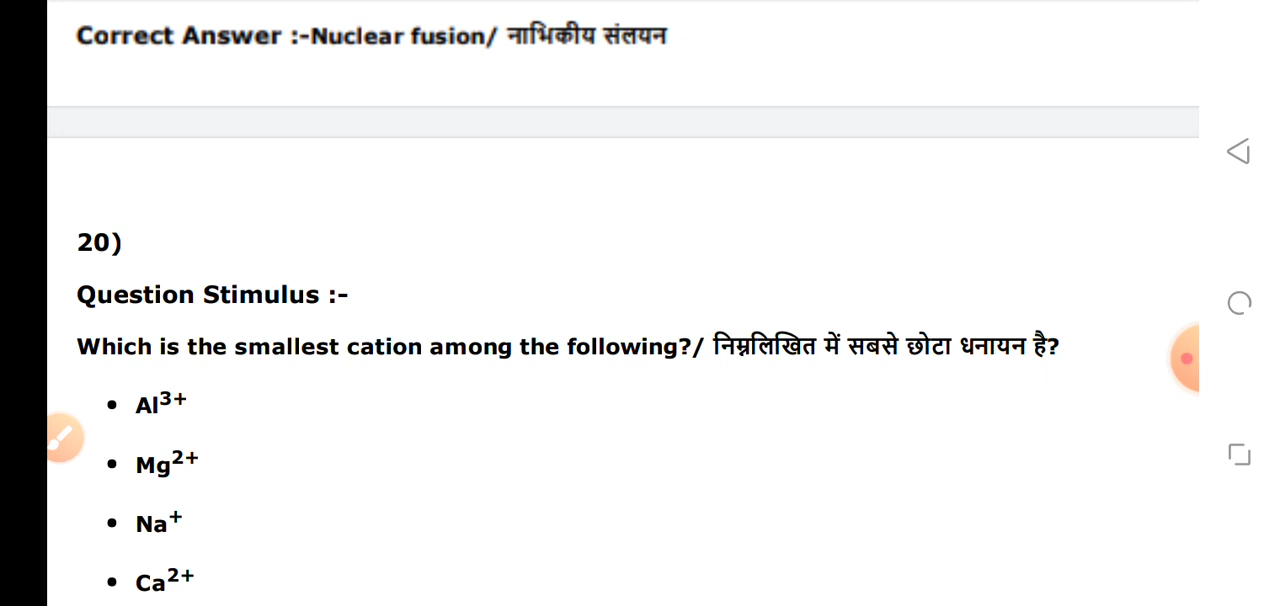 Correct Answer :-Nuclear fusion/ नाभिकीय संलयन
20)
Question Stimulus :-
Which is the smallest cation among the following?/ निम्नलिखित में सबसे छोटा धनायन है?
• Al³⁺
• Mg²⁺
• Na⁺
• Ca²⁺